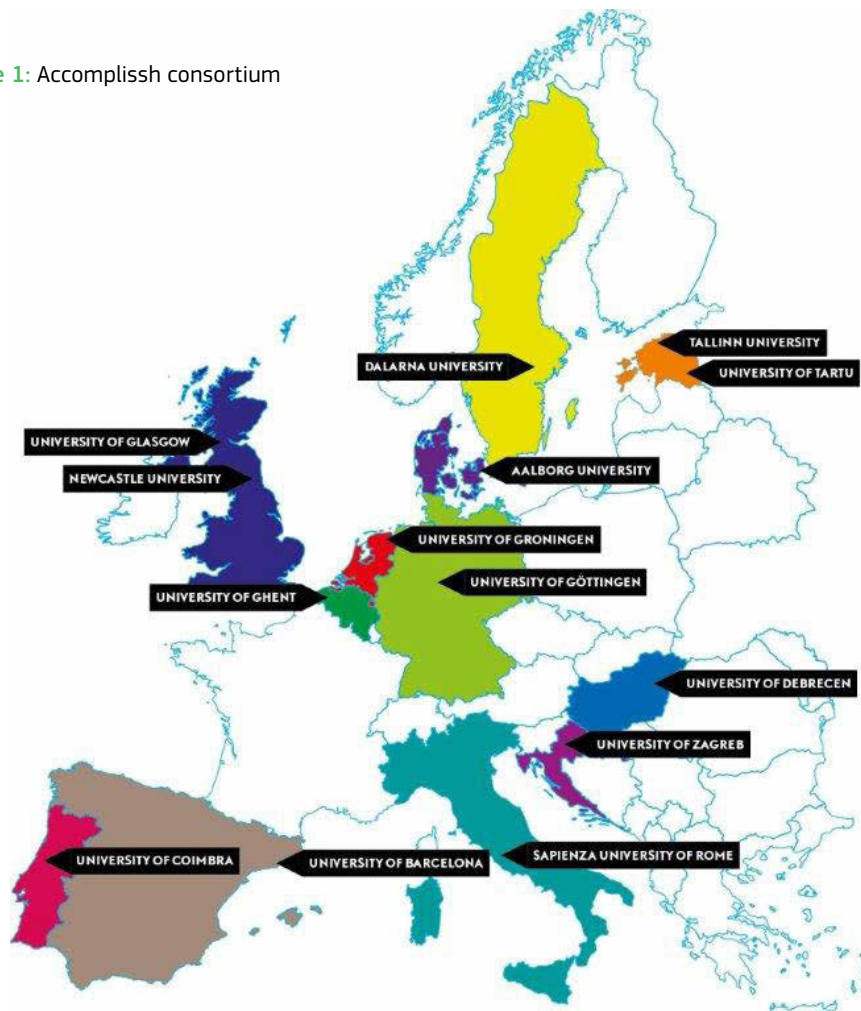 e 1: Accomplissh consortium
TALLINN UNIVERSITY
DALARNA UNIVERSITY
UNIVERSITY OF TARTU
UNIVERSITY OF GLASGOW
AALBORG UNIVERSITY
NEWCASTLE UNIVERSITY
UNIVERSITY OF GRONINGEN
UNIVERSITY OF GÖTTINGEN
UNIVERSITY OF GHENT
UNIVERSITY OF DEBRECEN
UNIVERSITY OF ZAGREB
UNIVERSITY OF COIMBRA
UNIVERSITY OF BARCELONA
SAPIENZA UNIVERSITY OF ROME